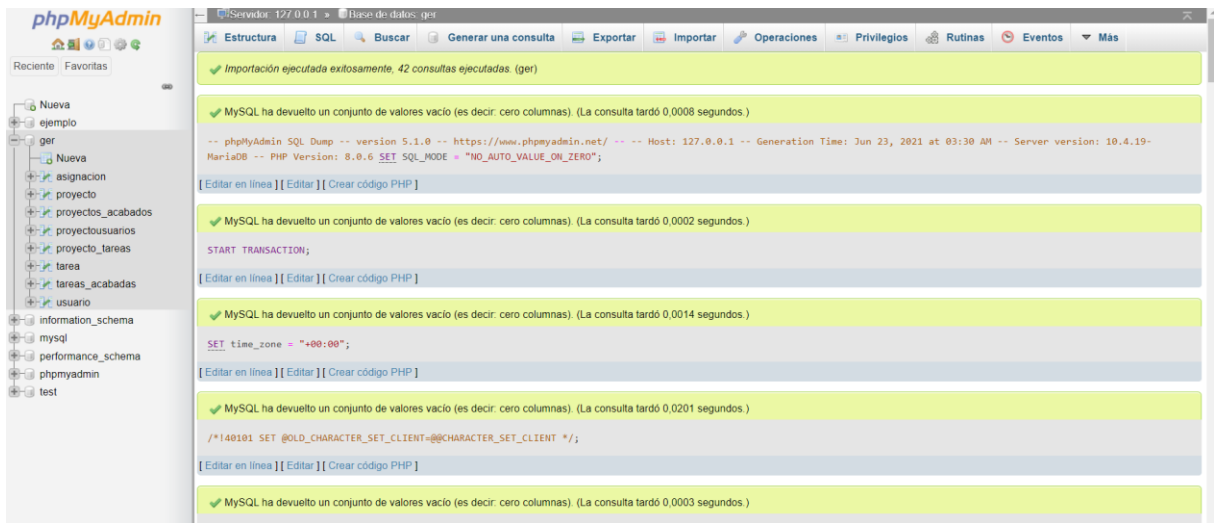 phpMyAdmin
Reciente Favoritas
Nueva
ejemplo
ger
Nueva
asignacion
proyecto
proyectos_acabados
proyectousuarios
proyecto_tareas
tarea
tareas_acabadas
usuario
information_schema
mysql
performance_schema
phpmyadmin
test
Servidor: 127.0.0.1 » Base de datos: ger
Estructura SQL Buscar Generar una consulta Exportar Importar Operaciones Privilegios Rutinas Eventos Más
Importación ejecutada exitosamente, 42 consultas ejecutadas. (ger)
MySQL ha devuelto un conjunto de valores vacío (es decir: cero columnas). (La consulta tardó 0,0008 segundos.)
-- phpMyAdmin SQL Dump -- version 5.1.0 -- https://www.phpmyadmin.net/ -- -- Host: 127.0.0.1 -- Generation Time: Jun 23, 2021 at 03:30 AM -- Server version: 10.4.19-
MariaDB -- PHP Version: 8.0.6 SET SQL_MODE = "NO_AUTO_VALUE_ON_ZERO";
[ Editar en línea ] [ Editar ] [ Crear código PHP ]
MySQL ha devuelto un conjunto de valores vacío (es decir: cero columnas). (La consulta tardó 0,0002 segundos.)
START TRANSACTION;
[ Editar en línea ] [ Editar ] [ Crear código PHP ]
MySQL ha devuelto un conjunto de valores vacío (es decir: cero columnas). (La consulta tardó 0,0014 segundos.)
SET time_zone = "+00:00";
[ Editar en línea ] [ Editar ] [ Crear código PHP ]
MySQL ha devuelto un conjunto de valores vacío (es decir: cero columnas). (La consulta tardó 0,0201 segundos.)
/*!40101 SET @OLD_CHARACTER_SET_CLIENT=@@CHARACTER_SET_CLIENT */;
[ Editar en línea ] [ Editar ] [ Crear código PHP ]
MySQL ha devuelto un conjunto de valores vacío (es decir: cero columnas). (La consulta tardó 0,0003 segundos.)